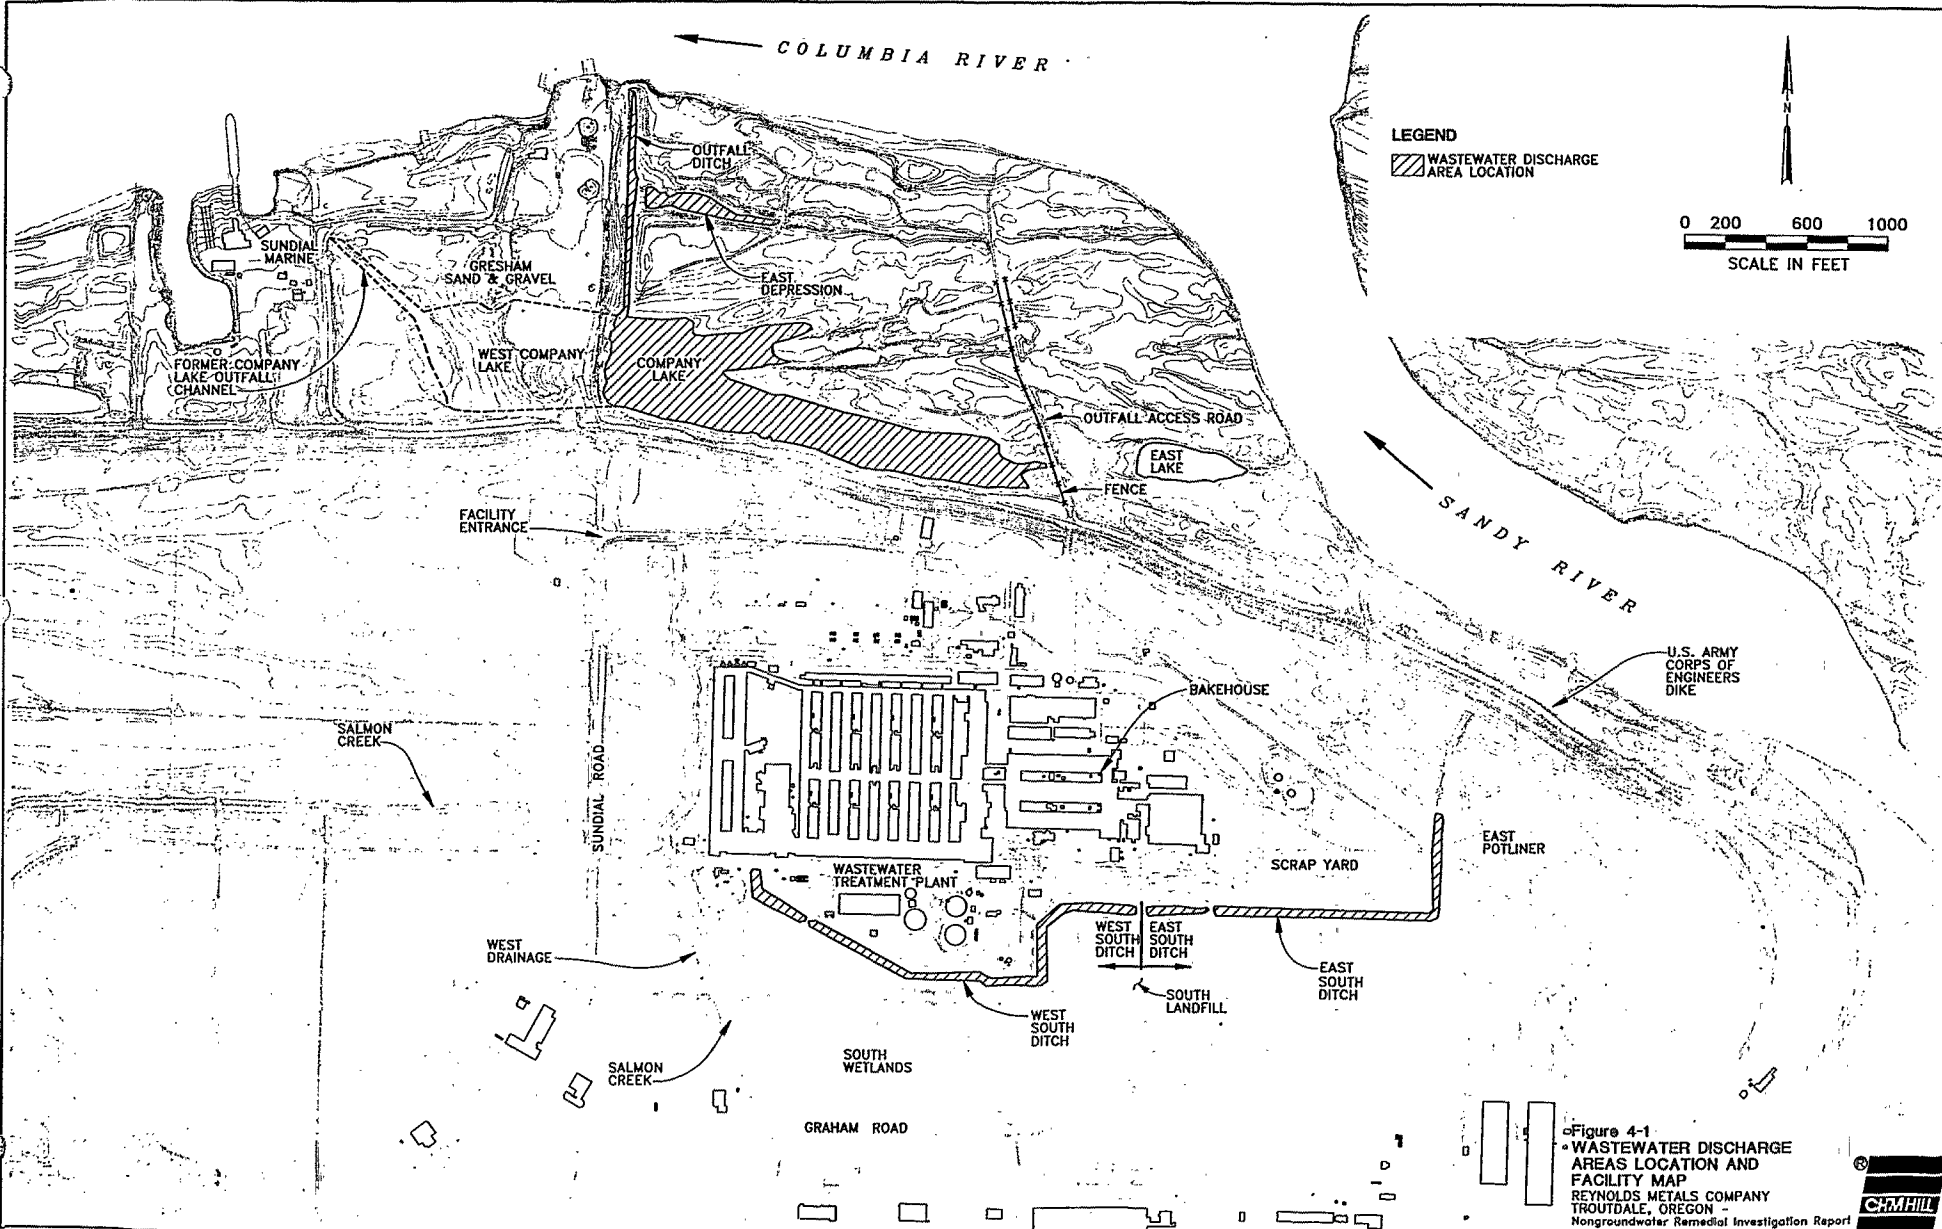 COLUMBIA RIVER
N
LEGEND
WASTEWATER DISCHARGE
AREA LOCATION
0 200 600 1000
SCALE IN FEET
OUTFALL
DITCH
SUNDIAL
MARINE
GRESHAM
SAND & GRAVEL
EAST
DEPRESSION
FORMER COMPANY
LAKE OUTFALL
CHANNEL
WEST COMPANY
LAKE
COMPANY
LAKE
OUTFALL ACCESS ROAD
EAST
LAKE
FENCE
SANDY RIVER
FACILITY
ENTRANCE
U.S. ARMY
CORPS OF
ENGINEERS
DIKE
BAKEHOUSE
SALMON
CREEK
SUNDIAL ROAD
EAST
POTLINER
SCRAP YARD
WASTEWATER
TREATMENT PLANT
WEST
SOUTH
DITCH
EAST
SOUTH
DITCH
WEST
DRAINAGE
EAST
SOUTH
DITCH
SOUTH
LANDFILL
WEST
SOUTH
DITCH
SOUTH
WETLANDS
SALMON
CREEK
GRAHAM ROAD
Figure 4-1
WASTEWATER DISCHARGE
AREAS LOCATION AND
FACILITY MAP
REYNOLDS METALS COMPANY
TROUTDALE, OREGON -
Nongroundwater Remedial Investigation Report
®
CH2M HILL